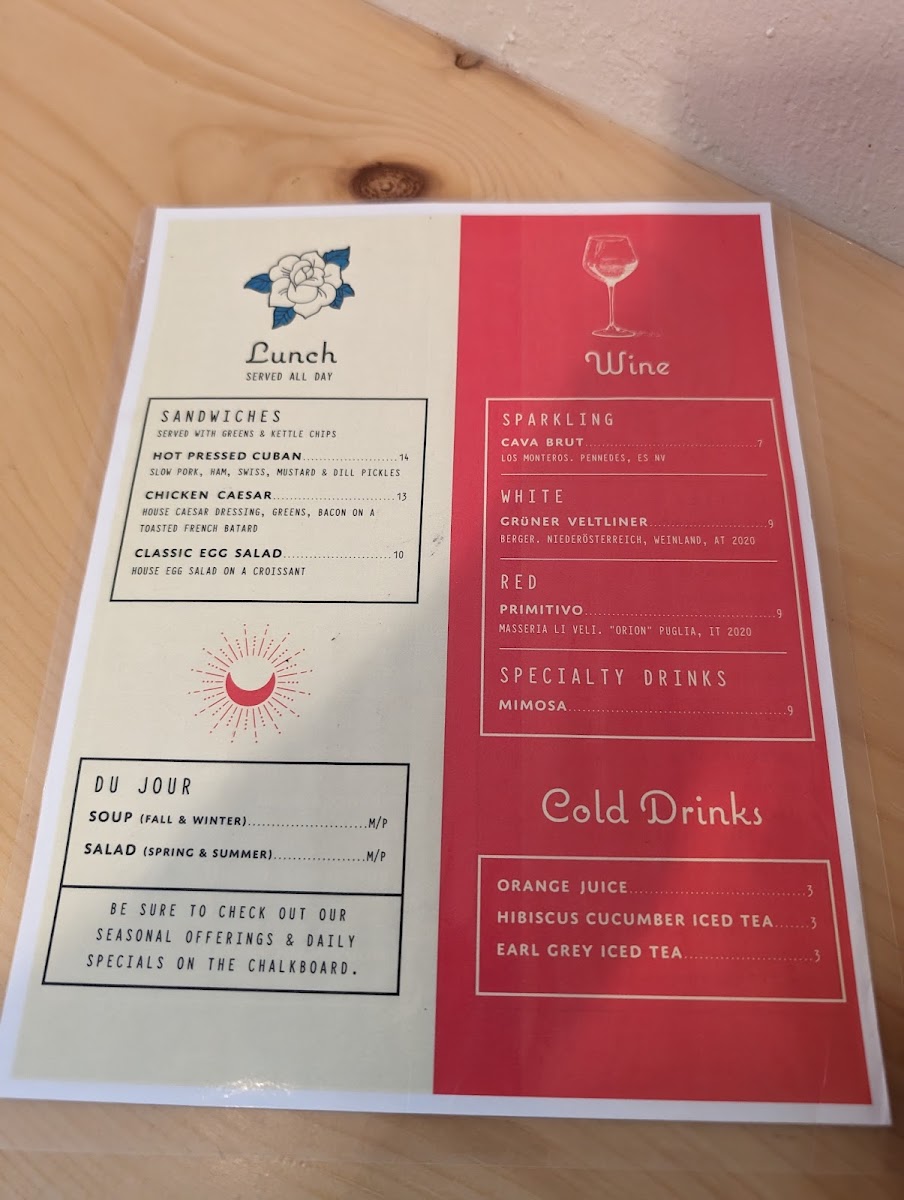 Lunch
SERVED ALL DAY
SANDWICHES
SERVED WITH GREENS & KETTLE CHIPS
HOT PRESSED CUBAN....................14
SLOW PORK, HAM, SWISS, MUSTARD & DILL PICKLES
CHICKEN CAESAR..........................13
HOUSE CAESAR DRESSING, GREENS, BACON ON A
TOASTED FRENCH BATARD
CLASSIC EGG SALAD.......................10
HOUSE EGG SALAD ON A CROISSANT
DU JOUR
SOUP (FALL & WINTER)........................M/P
SALAD (SPRING & SUMMER)..................M/P
BE SURE TO CHECK OUT OUR
SEASONAL OFFERINGS & DAILY
SPECIALS ON THE CHALKBOARD.
Wine
SPARKLING
CAVA BRUT..................................7
LOS MONTEROS. PENNEDES, ES NV
WHITE
GRüNER VELTLINER........................9
BERGER. NIEDERÖSTERREICH, WEINLAND, AT 2020
RED
PRIMITIVO......................................9
MASSERIA LI VELI. "ORION" PUGLIA, IT 2020
SPECIALTY DRINKS
MIMOSA..........................................9
Cold Drinks
ORANGE JUICE.................................3
HIBISCUS CUCUMBER ICED TEA......3
EARL GREY ICED TEA.......................3